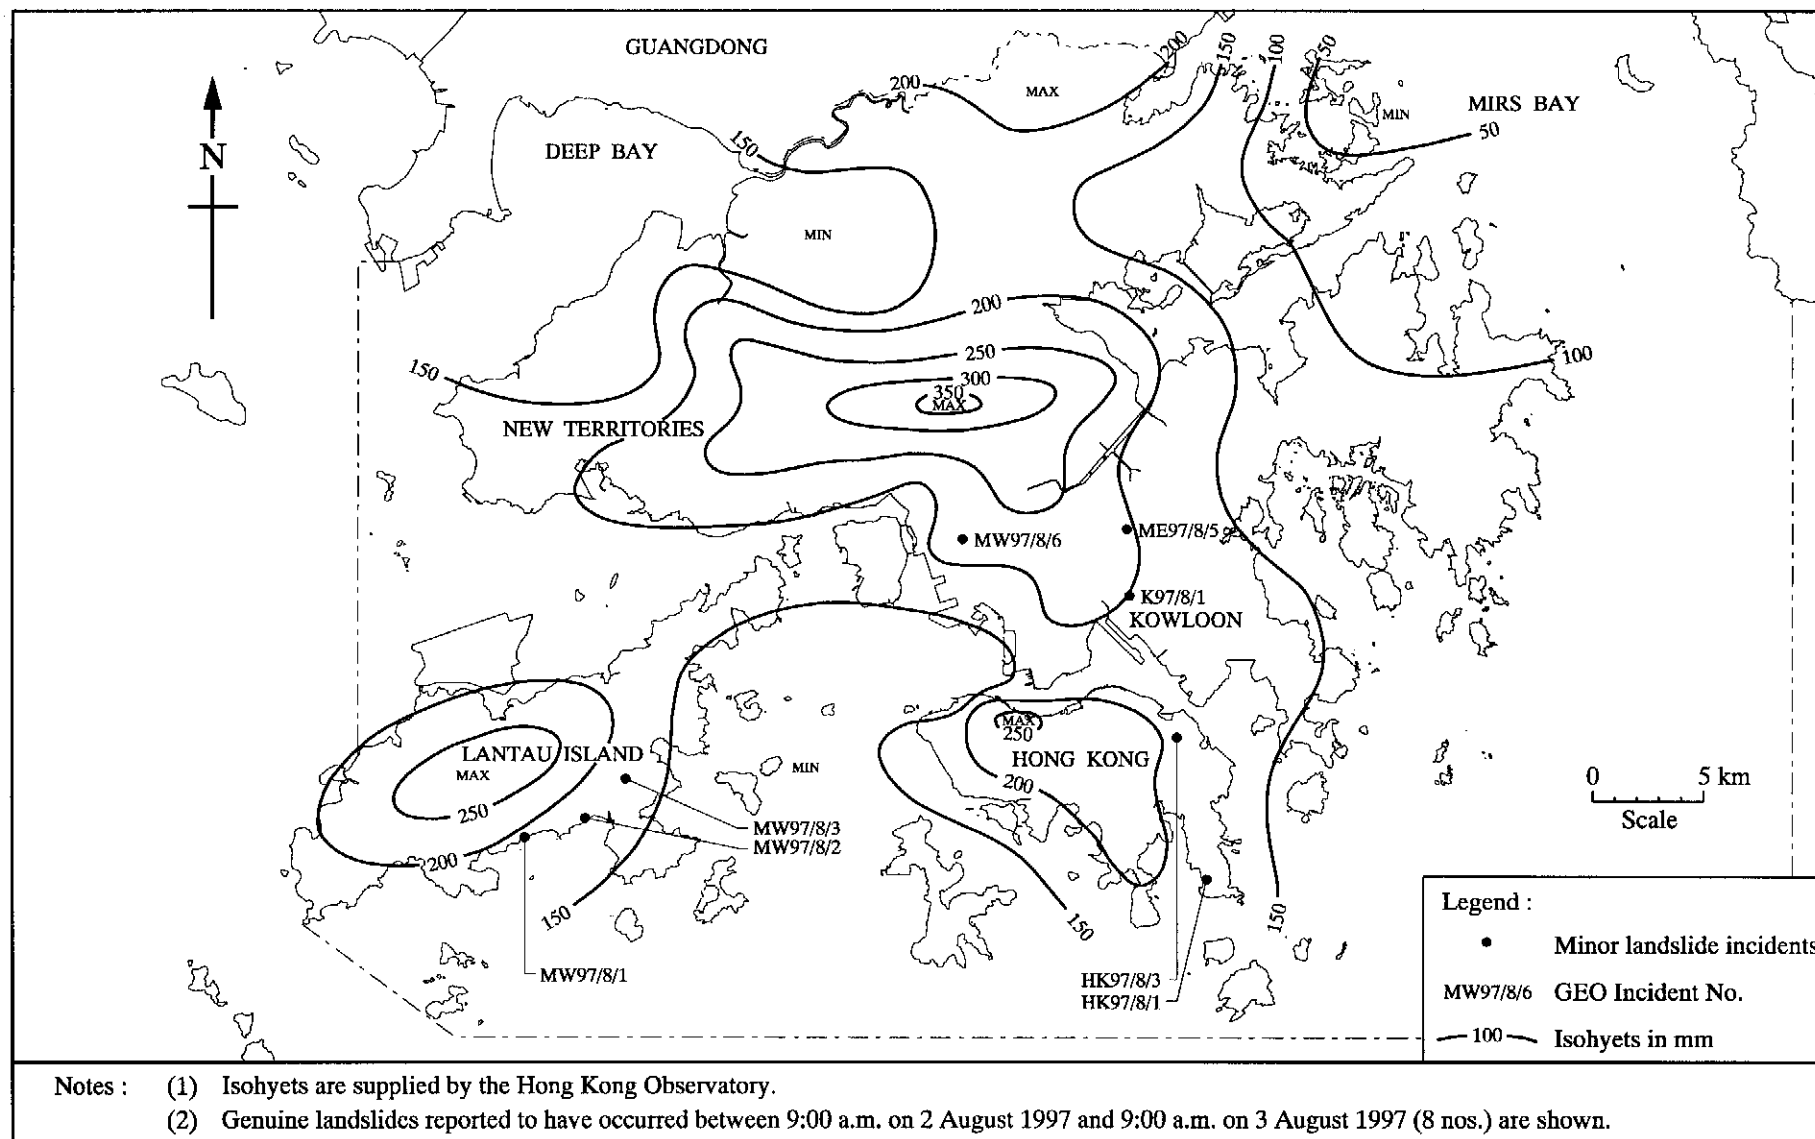 GUANGDONG
200
150
100
50
200
MAX
MIN
MIRS BAY
50
N
DEEP BAY
150
MIN
200
250
300
350
MAX
100
150
NEW TERRITORIES
MW97/8/6
ME97/8/5
K97/8/1
KOWLOON
MAX
250
HONG KONG
200
LANTAU ISLAND
MAX
MIN
250
200
0 5 km
Scale
MW97/8/3
MW97/8/2
150
150
150
MW97/8/1
HK97/8/3
HK97/8/1
Legend :
Minor landslide incidents
MW97/8/6 GEO Incident No.
100 Isohyets in mm
Notes : (1) Isohyets are supplied by the Hong Kong Observatory.
(2) Genuine landslides reported to have occurred between 9:00 a.m. on 2 August 1997 and 9:00 a.m. on 3 August 1997 (8 nos.) are shown.